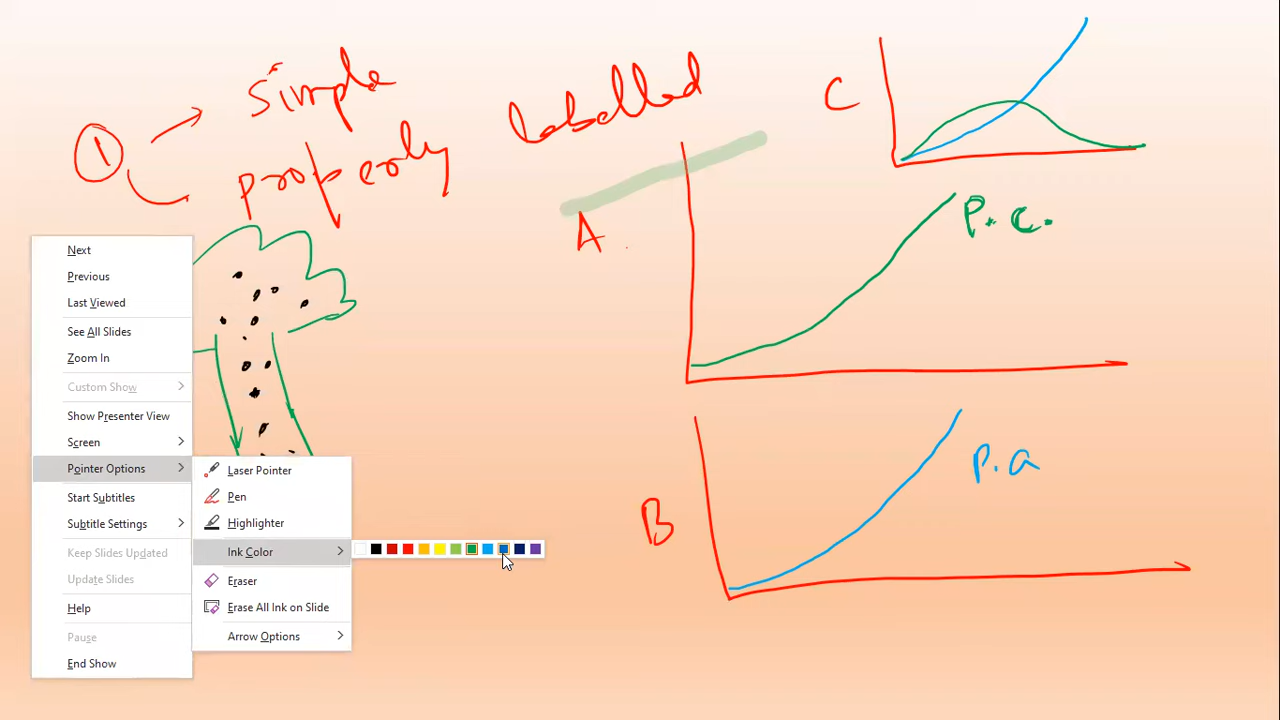 1
simple
properly labelled
C
A
P.C.
B
P.a
Next
Previous
Last Viewed
See All Slides
Zoom In
Custom Show
Show Presenter View
Screen
Pointer Options
Start Subtitles
Subtitle Settings
Keep Slides Updated
Update Slides
Help
Pause
End Show
Laser Pointer
Pen
Highlighter
Ink Color
Eraser
Erase All Ink on Slide
Arrow Options